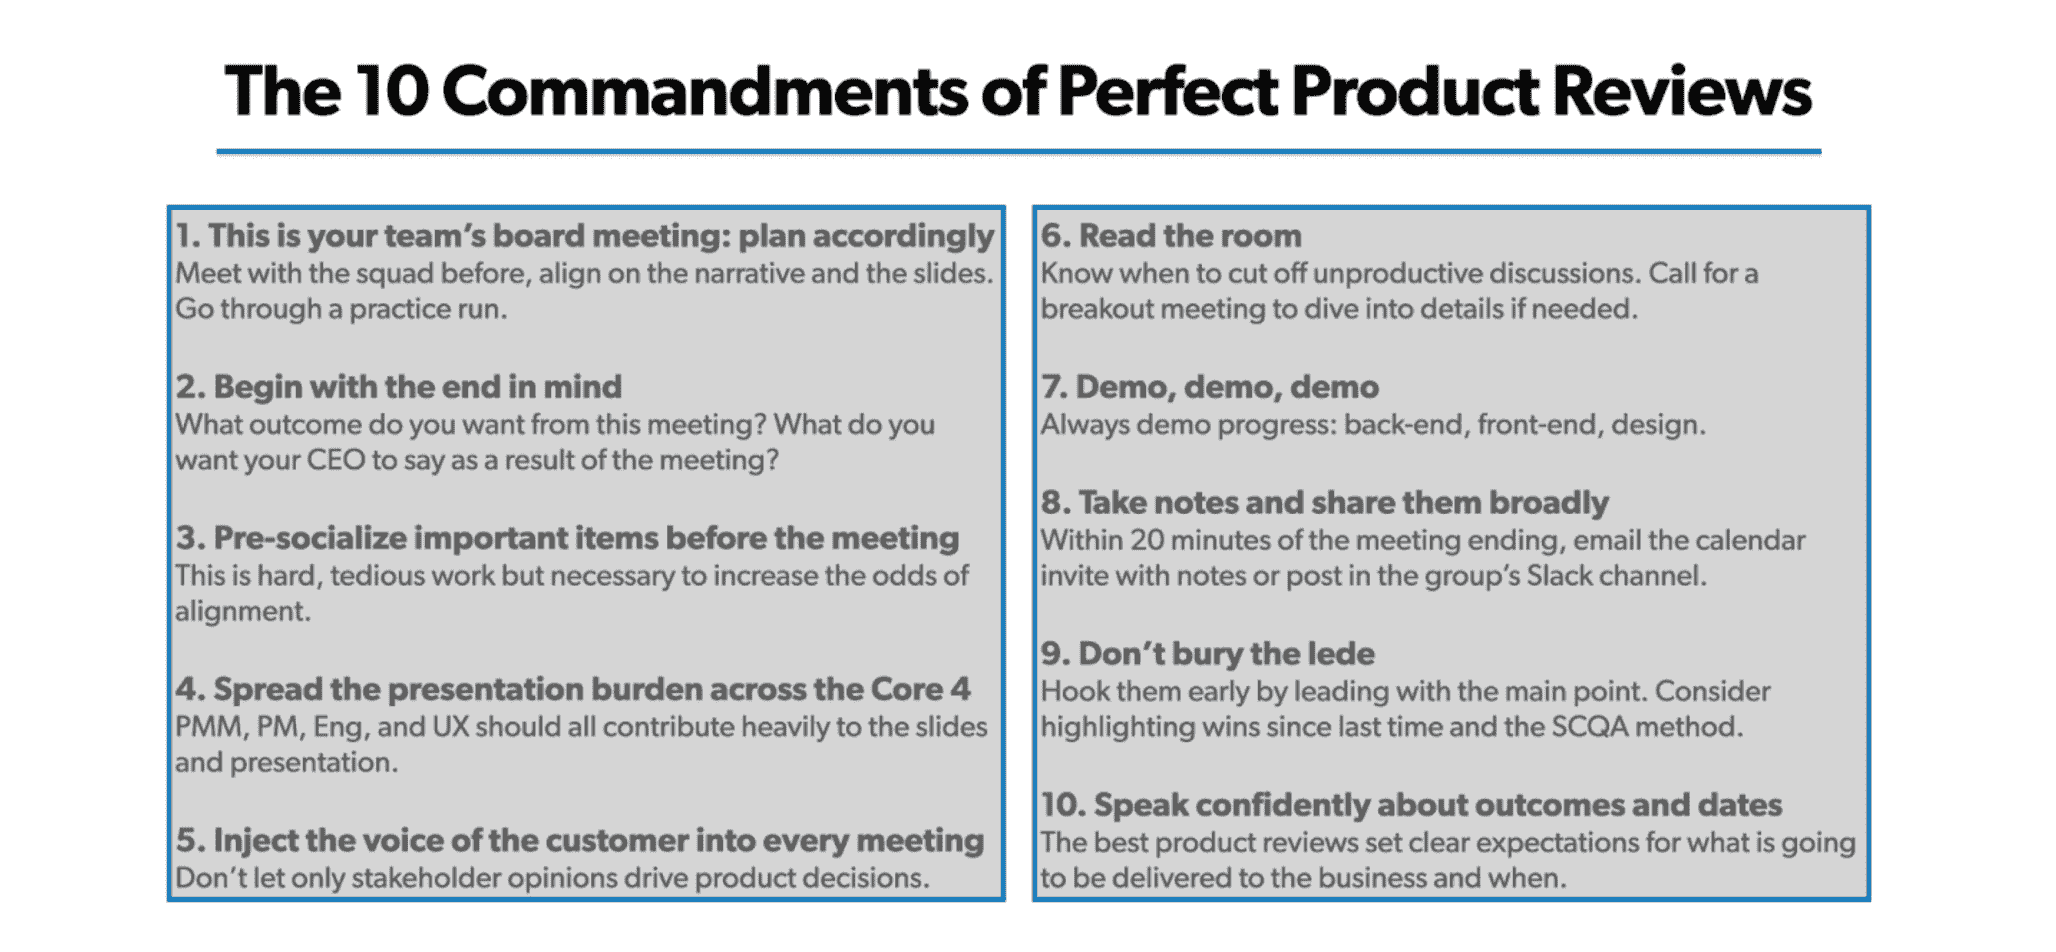 The 10 Commandments of Perfect Product Reviews
1. This is your team’s board meeting: plan accordingly
Meet with the squad before, align on the narrative and the slides.
Go through a practice run.
2. Begin with the end in mind
What outcome do you want from this meeting? What do you
want your CEO to say as a result of the meeting?
3. Pre-socialize important items before the meeting
This is hard, tedious work but necessary to increase the odds of
alignment.
4. Spread the presentation burden across the Core 4
PMM, PM, Eng, and UX should all contribute heavily to the slides
and presentation.
5. Inject the voice of the customer into every meeting
Don’t let only stakeholder opinions drive product decisions.
6. Read the room
Know when to cut off unproductive discussions. Call for a
breakout meeting to dive into details if needed.
7. Demo, demo, demo
Always demo progress: back-end, front-end, design.
8. Take notes and share them broadly
Within 20 minutes of the meeting ending, email the calendar
invite with notes or post in the group’s Slack channel.
9. Don’t bury the lede
Hook them early by leading with the main point. Consider
highlighting wins since last time and the SCQA method.
10. Speak confidently about outcomes and dates
The best product reviews set clear expectations for what is going
to be delivered to the business and when.